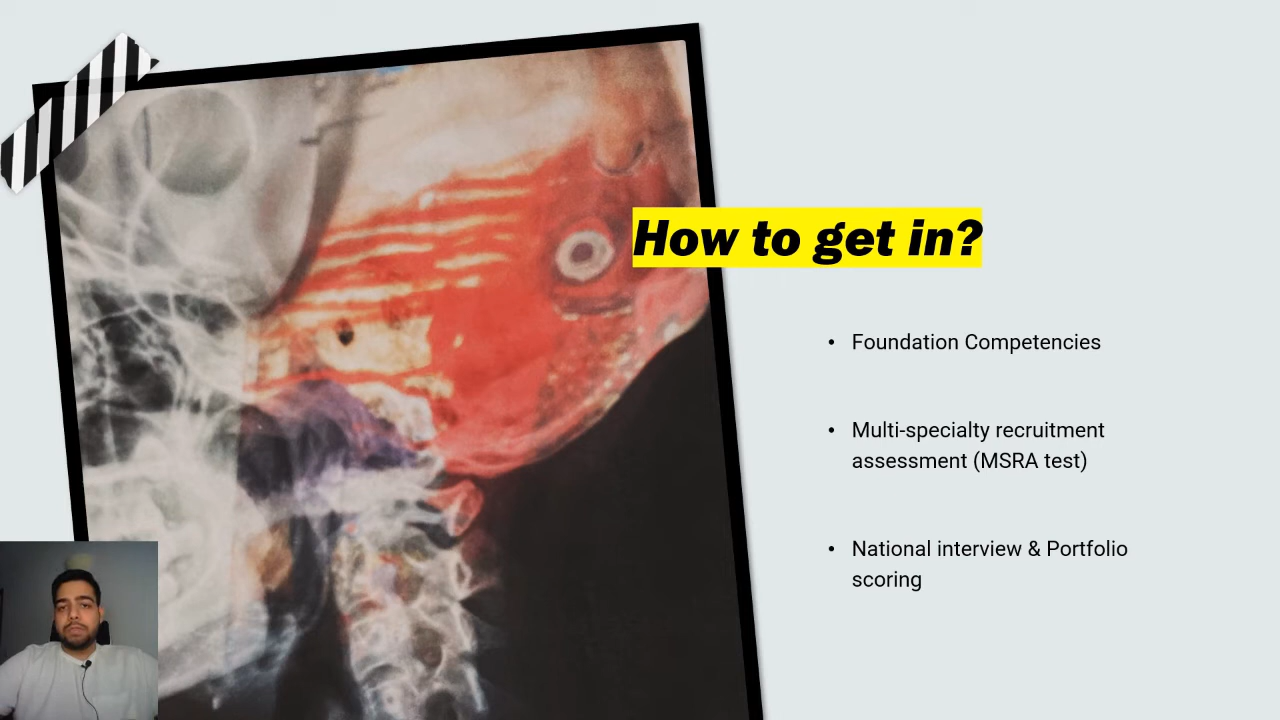 How to get in?
• Foundation Competencies
• Multi-specialty recruitment
assessment (MSRA test)
• National interview & Portfolio
scoring